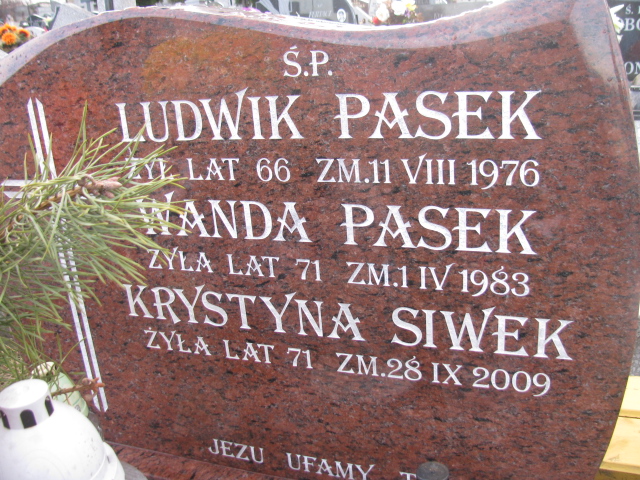 Ś.P.
LUDWIK PASEK
ŻYŁ LAT 66 ZM.11 VIII 1976
WANDA PASEK
ŻYŁA LAT 71 ZM.1 IV 1983
KRYSTYNA SIWEK
ŻYŁA LAT 71 ZM.28 IX 2009
JEZU UFAMY